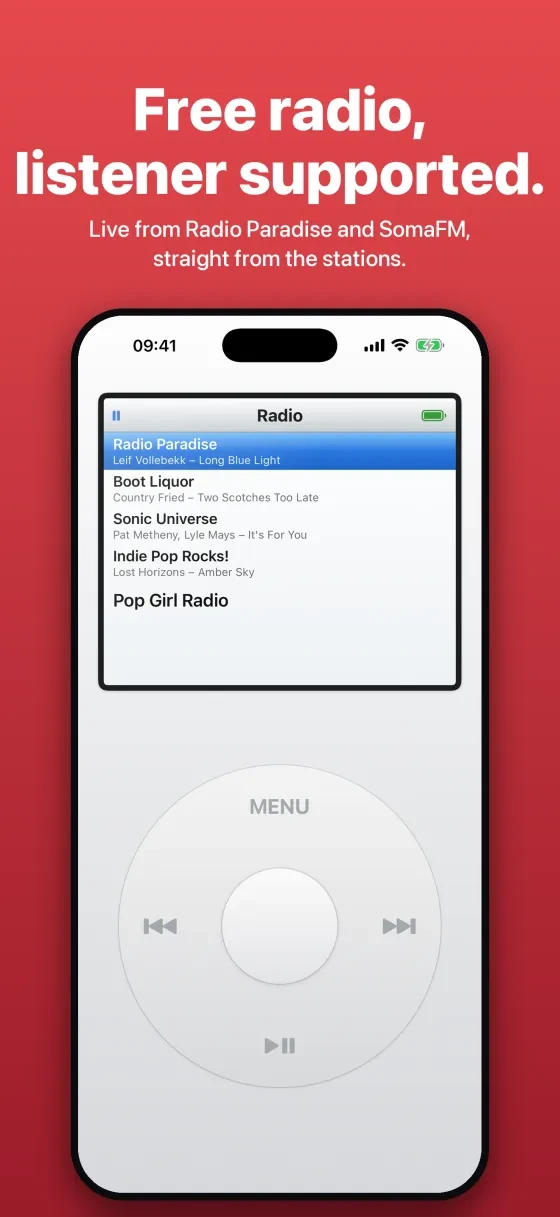 Free radio,
listener supported.
Live from Radio Paradise and SomaFM,
straight from the stations.
09:41
Radio
Radio Paradise
Leif Vollebekk – Long Blue Light
Boot Liquor
Country Fried – Two Scotches Too Late
Sonic Universe
Pat Metheny, Lyle Mays – It's For You
Indie Pop Rocks!
Lost Horizons – Amber Sky
Pop Girl Radio
MENU